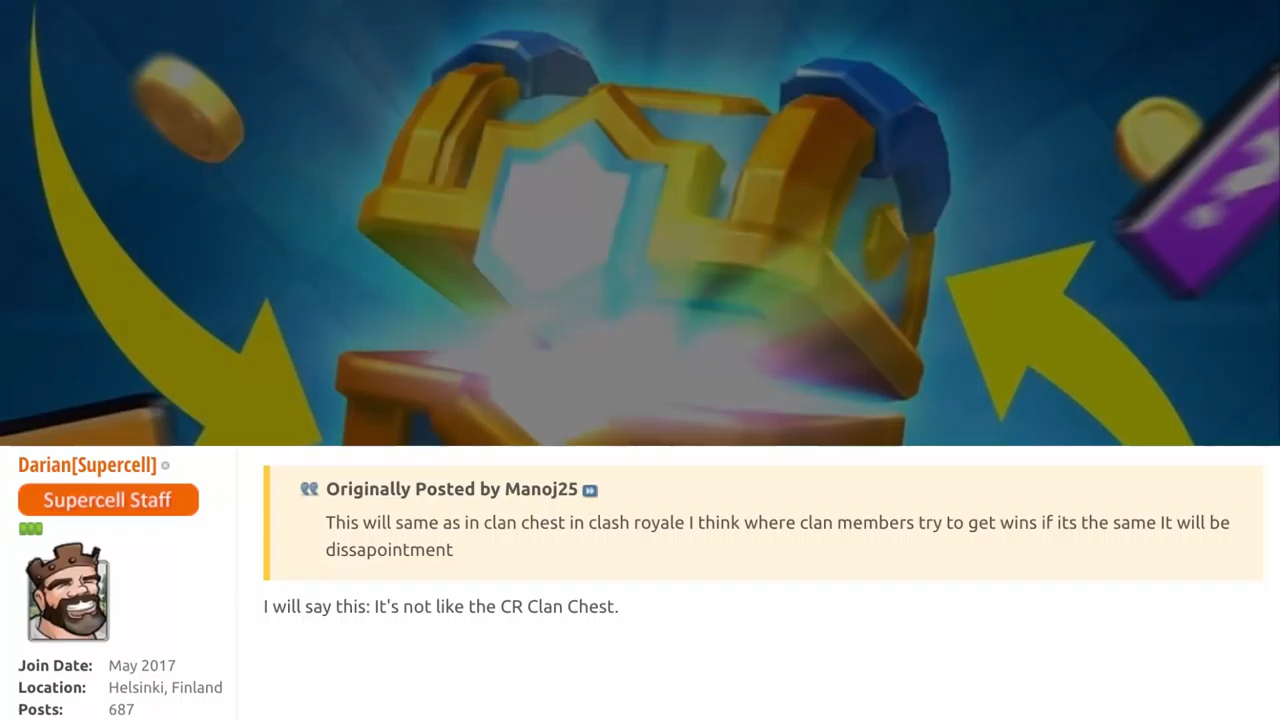 Darian[Supercell]
Supercell Staff
Join Date: May 2017
Location: Helsinki, Finland
Posts: 687
Originally Posted by Manoj25
This will same as in clan chest in clash royale I think where clan members try to get wins if its the same It will be
dissapointment
I will say this: It's not like the CR Clan Chest.